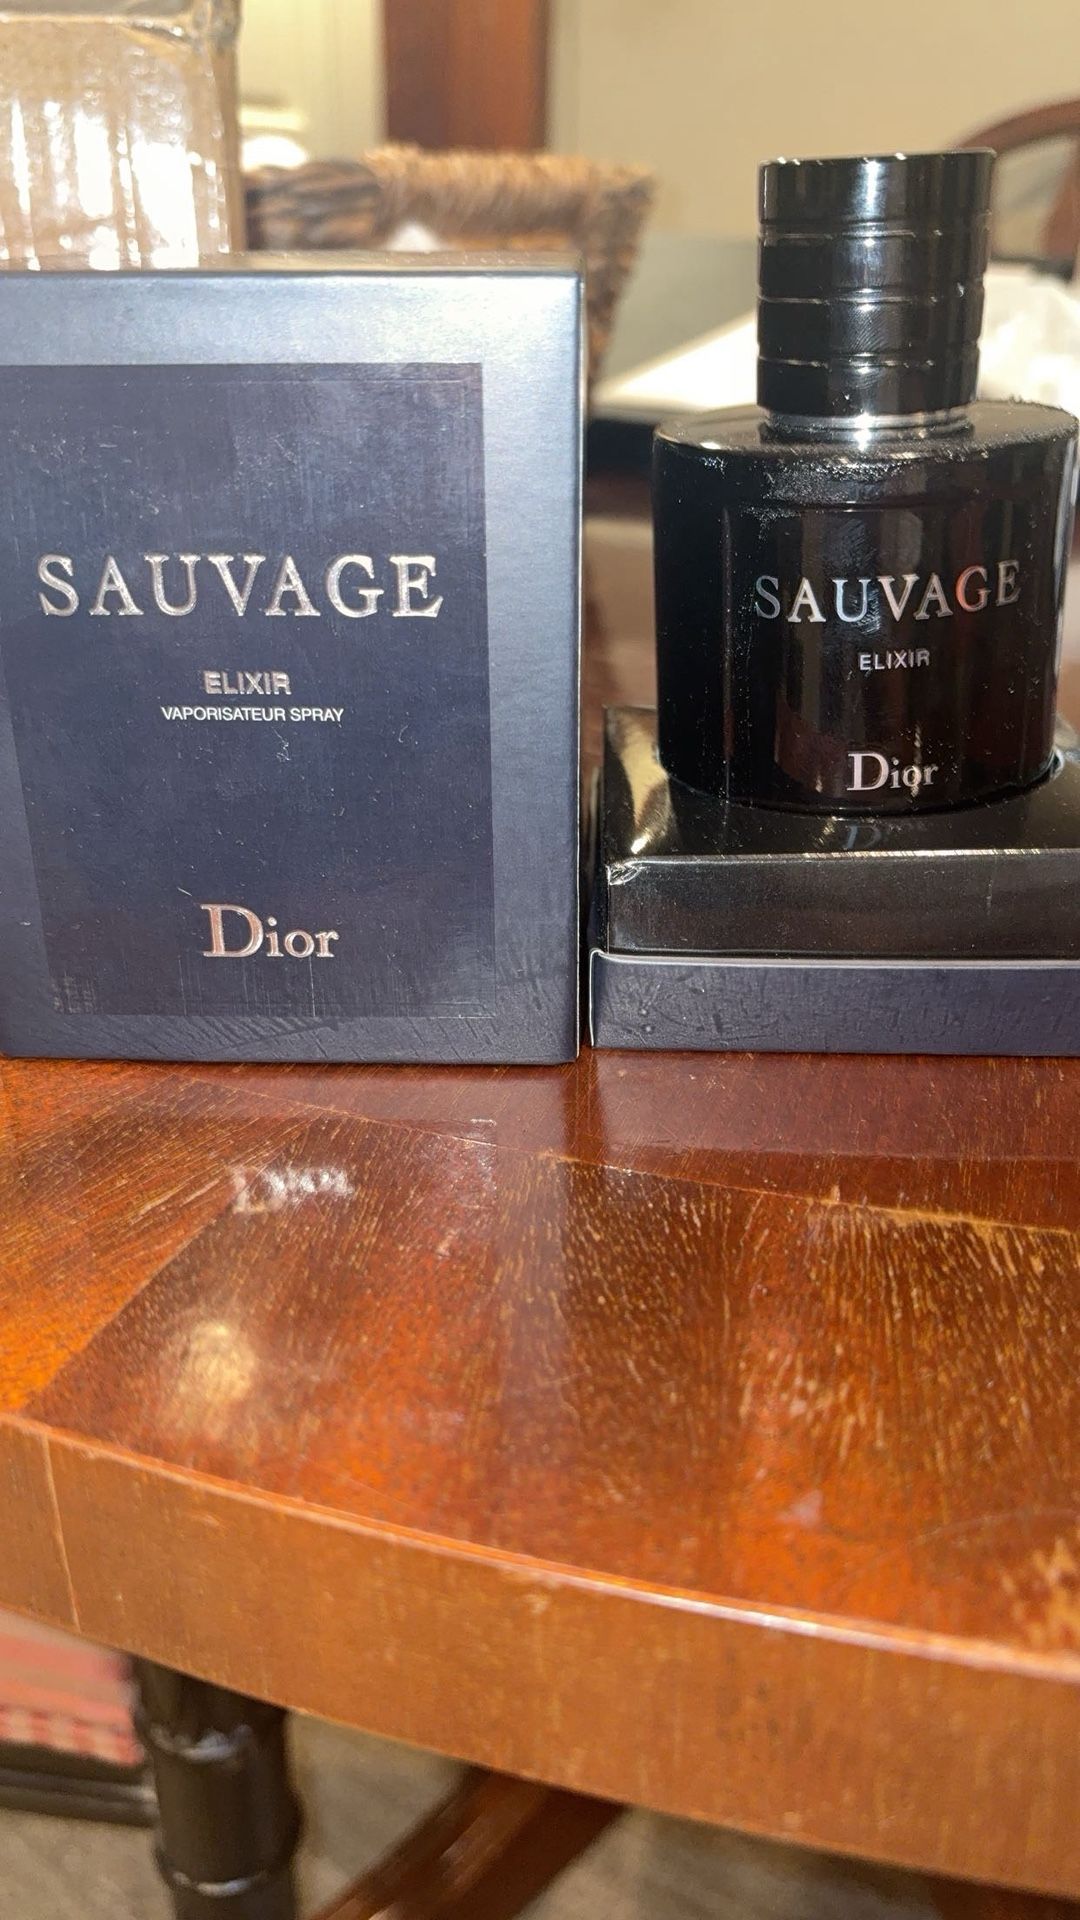 SAUVAGE
ELIXIR
VAPORISATEUR SPRAY
Dior
SAUVAGE
ELIXIR
Dior